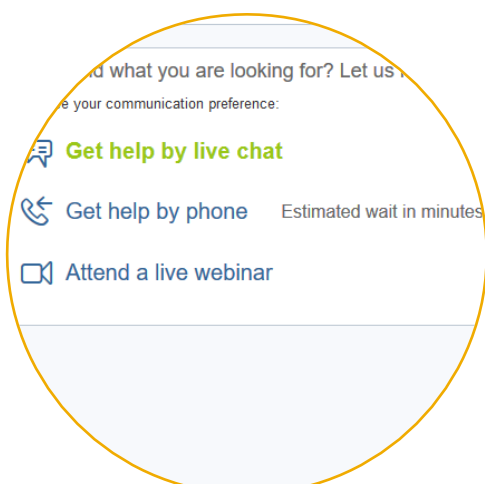 what you are looking for? Let us
your communication preference:
Get help by live chat
Get help by phone Estimated wait in minutes
Attend a live webinar